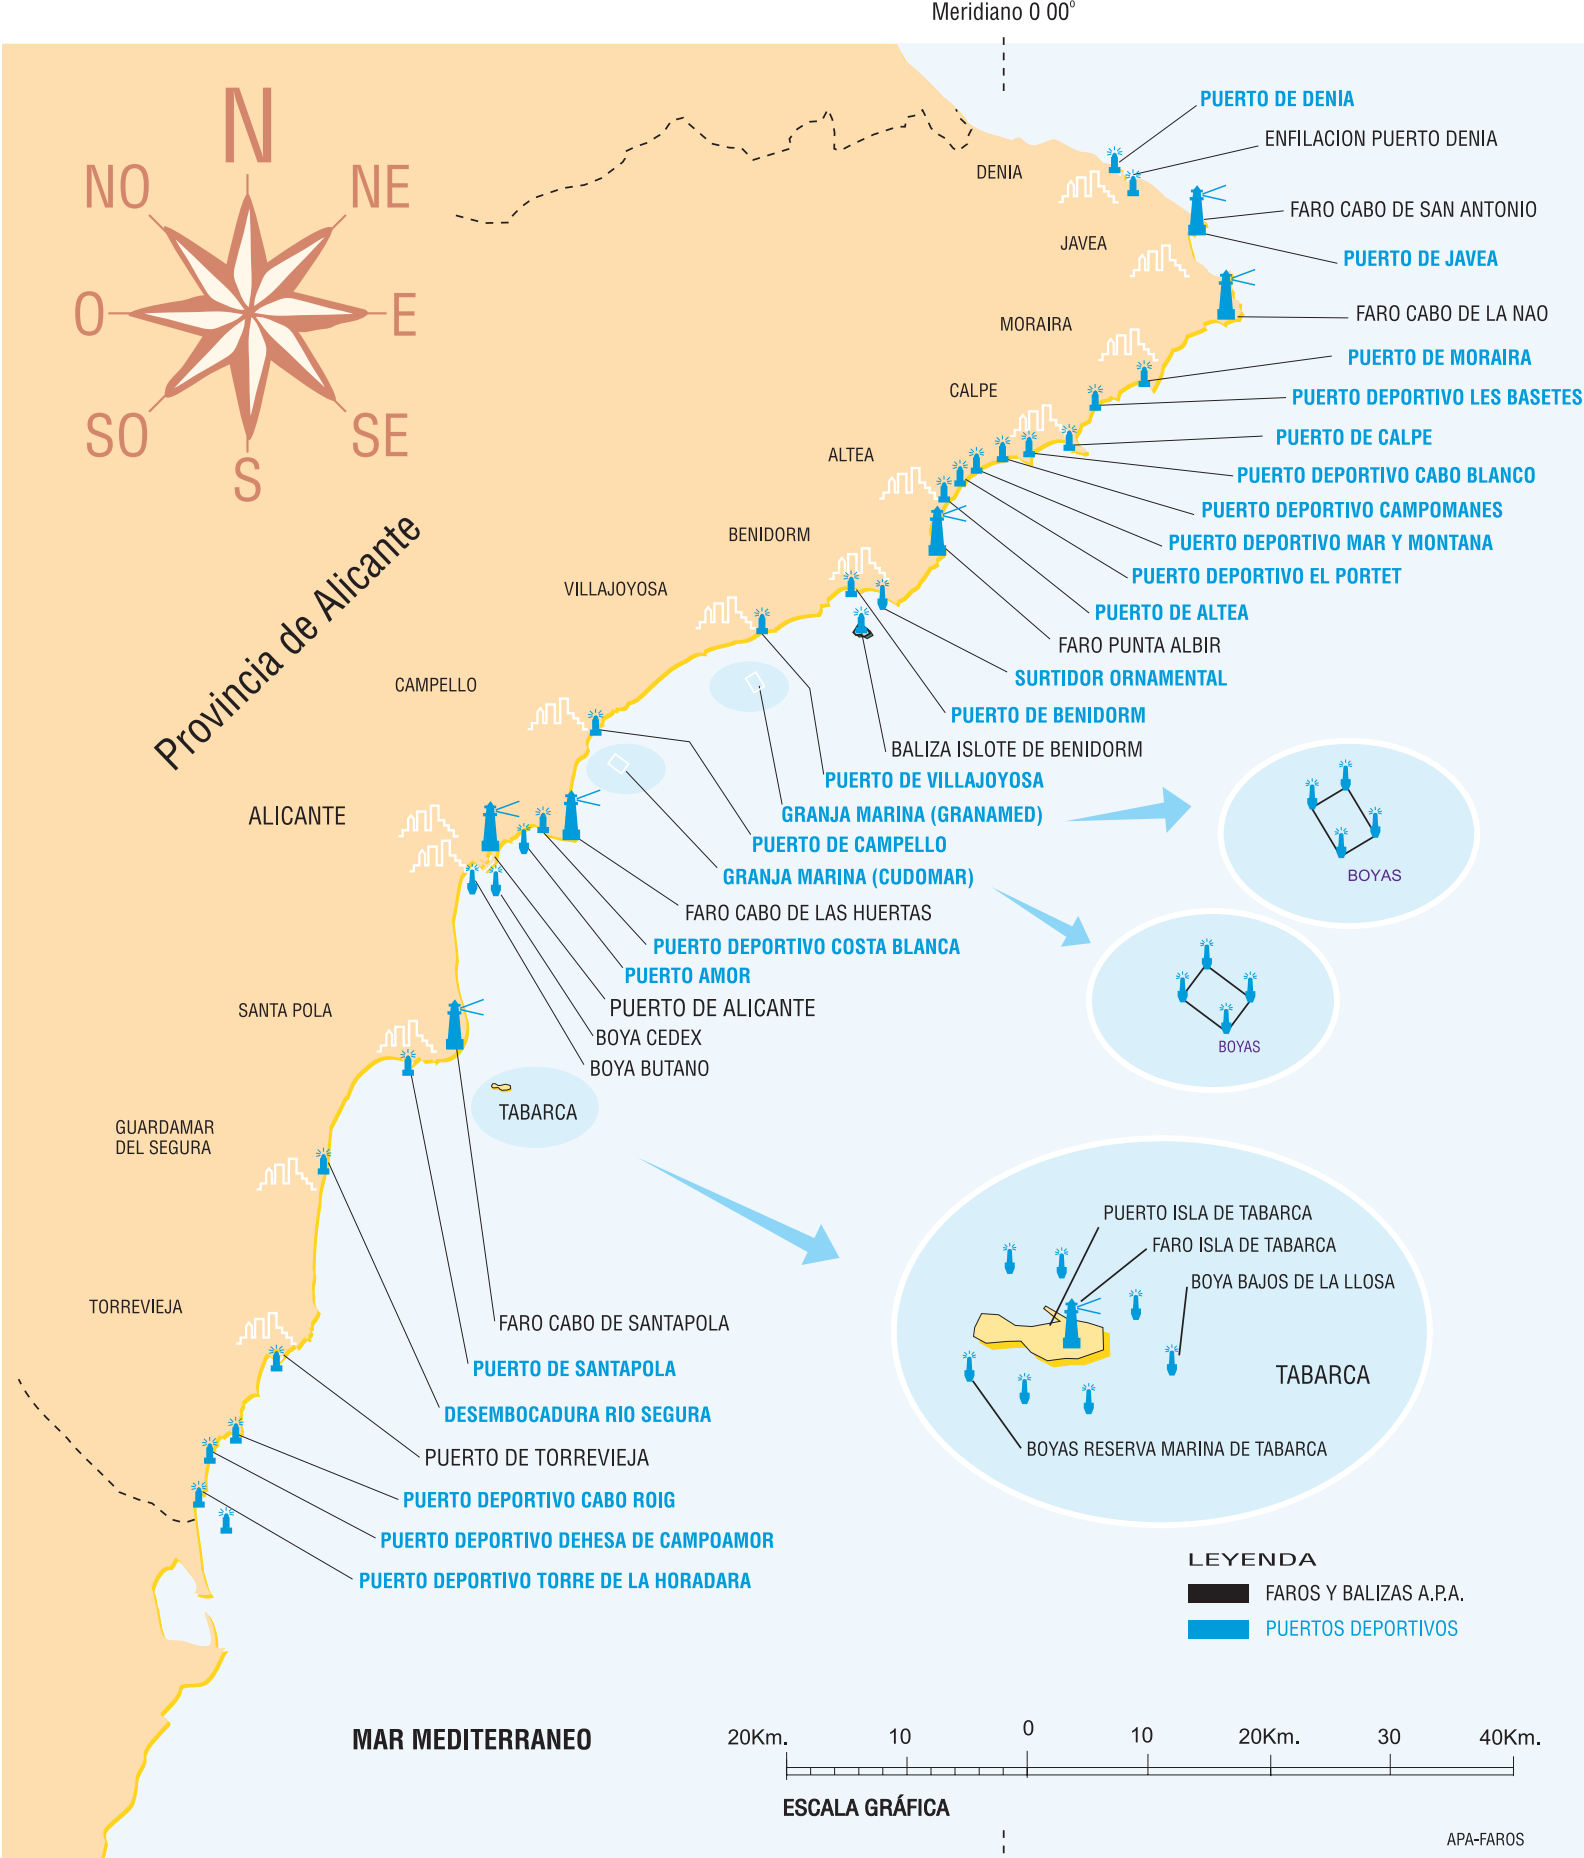 Meridiano 0 00°
N
NO
NE
O
E
SO
SE
S
Provincia de Alicante
PUERTO DE DENIA
ENFILACION PUERTO DENIA
DENIA
FARO CABO DE SAN ANTONIO
JAVEA
PUERTO DE JAVEA
FARO CABO DE LA NAO
MORAIRA
PUERTO DE MORAIRA
CALPE
PUERTO DEPORTIVO LES BASETES
PUERTO DE CALPE
ALTEA
PUERTO DEPORTIVO CABO BLANCO
PUERTO DEPORTIVO CAMPOMANES
BENIDORM
PUERTO DEPORTIVO MAR Y MONTANA
PUERTO DEPORTIVO EL PORTET
VILLAJOYOSA
PUERTO DE ALTEA
FARO PUNTA ALBIR
SURTIDOR ORNAMENTAL
CAMPELLO
PUERTO DE BENIDORM
BALIZA ISLOTE DE BENIDORM
PUERTO DE VILLAJOYOSA
ALICANTE
GRANJA MARINA (GRANAMED)
PUERTO DE CAMPELLO
GRANJA MARINA (CUDOMAR)
BOYAS
FARO CABO DE LAS HUERTAS
PUERTO DEPORTIVO COSTA BLANCA
PUERTO AMOR
PUERTO DE ALICANTE
SANTA POLA
BOYA CEDEX
BOYAS
BOYA BUTANO
TABARCA
GUARDAMAR
DEL SEGURA
PUERTO ISLA DE TABARCA
FARO ISLA DE TABARCA
BOYA BAJOS DE LA LLOSA
TORREVIEJA
FARO CABO DE SANTAPOLA
PUERTO DE SANTAPOLA
TABARCA
DESEMBOCADURA RIO SEGURA
BOYAS RESERVA MARINA DE TABARCA
PUERTO DE TORREVIEJA
PUERTO DEPORTIVO CABO ROIG
PUERTO DEPORTIVO DEHESA DE CAMPOAMOR
PUERTO DEPORTIVO TORRE DE LA HORADARA
LEYENDA
FAROS Y BALIZAS A.P.A.
PUERTOS DEPORTIVOS
MAR MEDITERRANEO
20Km. 10 0 10 20Km. 30 40Km.
ESCALA GRÁFICA
APA-FAROS